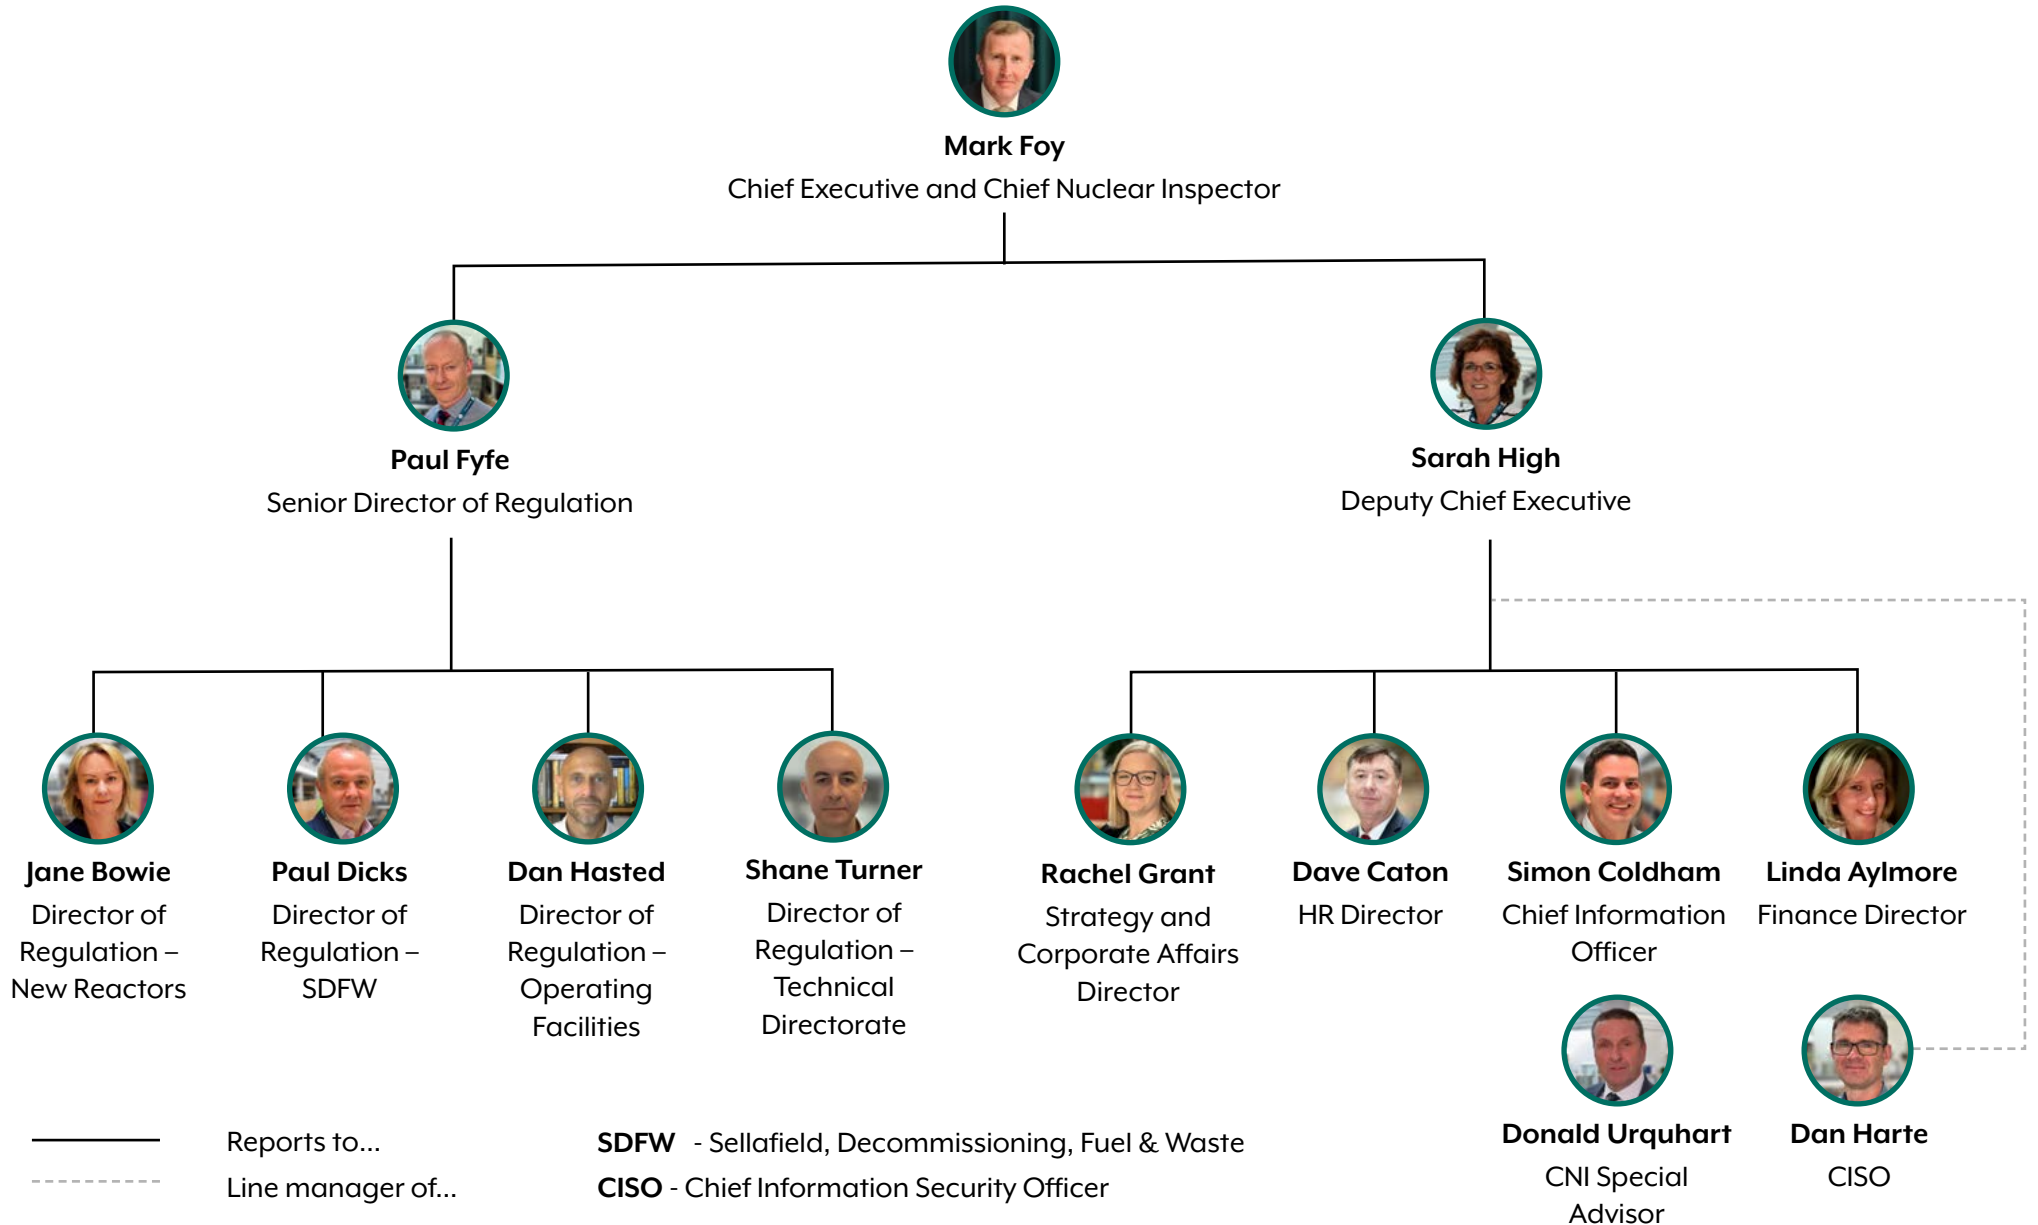 Mark Foy
Chief Executive and Chief Nuclear Inspector
Paul Fyfe
Senior Director of Regulation
Sarah High
Deputy Chief Executive
Jane Bowie
Director of
Regulation –
New Reactors
Paul Dicks
Director of
Regulation –
SDFW
Dan Hasted
Director of
Regulation –
Operating
Facilities
Shane Turner
Director of
Regulation –
Technical
Directorate
Rachel Grant
Strategy and
Corporate Affairs
Director
Dave Caton
HR Director
Simon Coldham
Chief Information
Officer
Linda Aylmore
Finance Director
Donald Urquhart
CNI Special
Advisor
Dan Harte
CISO
Reports to...
Line manager of...
SDFW - Sellafield, Decommissioning, Fuel & Waste
CISO - Chief Information Security Officer